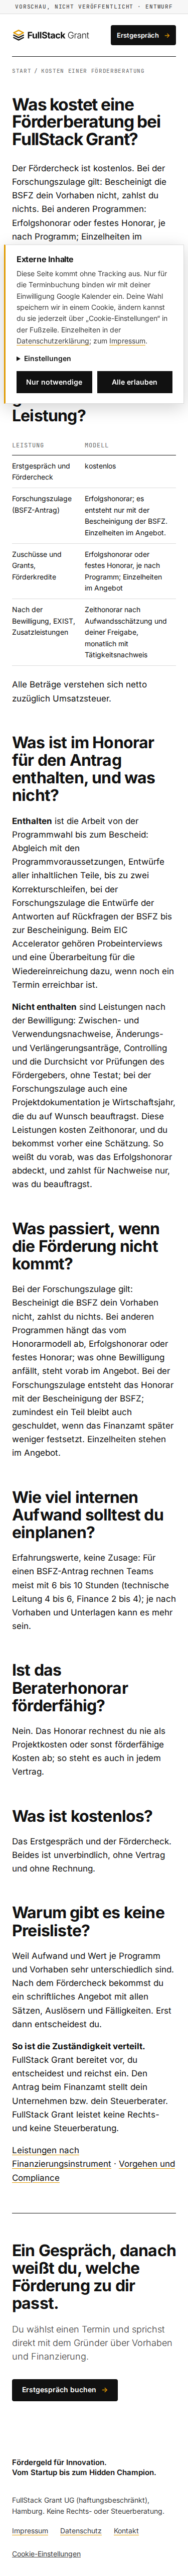 VORSCHAU, NICHT VERÖFFENTLICHT · ENTWURF
FullStack Grant
Erstgespräch →
START / KOSTEN EINER FÖRDERBERATUNG
Was kostet eine
Förderberatung bei
FullStack Grant?
Der Fördercheck ist kostenlos. Bei der
Forschungszulage gilt: Bescheinigt die
BSFZ dein Vorhaben nicht, zahlst du
nichts. Bei anderen Programmen:
Erfolgshonorar oder festes Honorar, je
nach Programm; Einzelheiten im
Externe Inhalte
Diese Seite kommt ohne Tracking aus. Nur für
die Terminbuchung binden wir mit deiner
Einwilligung Google Kalender ein. Deine Wahl
speichern wir in einem Cookie, ändern kannst
du sie jederzeit über „Cookie-Einstellungen“ in
der Fußzeile. Einzelheiten in der
Datenschutzerklärung; zum Impressum.
▶ Einstellungen
Nur notwendige
Alle erlauben
Leistung?
LEISTUNG MODELL
Erstgespräch und
Fördercheck
kostenlos
Forschungszulage
(BSFZ-Antrag)
Erfolgshonorar; es
entsteht nur mit der
Bescheinigung der BSFZ.
Einzelheiten im Angebot.
Zuschüsse und
Grants,
Förderkredite
Erfolgshonorar oder
festes Honorar, je nach
Programm; Einzelheiten
im Angebot
Nach der
Bewilligung, EXIST,
Zusatzleistungen
Zeithonorar nach
Aufwandsschätzung und
deiner Freigabe,
monatlich mit
Tätigkeitsnachweis
Alle Beträge verstehen sich netto
zuzüglich Umsatzsteuer.
Was ist im Honorar
für den Antrag
enthalten, und was
nicht?
Enthalten ist die Arbeit von der
Programmwahl bis zum Bescheid:
Abgleich mit den
Programmvoraussetzungen, Entwürfe
aller inhaltlichen Teile, bis zu zwei
Korrekturschleifen, bei der
Forschungszulage die Entwürfe der
Antworten auf Rückfragen der BSFZ bis
zur Bescheinigung. Beim EIC
Accelerator gehören Probeinterviews
und eine Überarbeitung für die
Wiedereinreichung dazu, wenn noch ein
Termin erreichbar ist.
Nicht enthalten sind Leistungen nach
der Bewilligung: Zwischen- und
Verwendungsnachweise, Änderungs-
und Verlängerungsanträge, Controlling
und die Durchsicht vor Prüfungen des
Fördergebers, ohne Testat; bei der
Forschungszulage auch eine
Projektdokumentation je Wirtschaftsjahr,
die du auf Wunsch beauftragst. Diese
Leistungen kosten Zeithonorar, und du
bekommst vorher eine Schätzung. So
weißt du vorab, was das Erfolgshonorar
abdeckt, und zahlst für Nachweise nur,
was du beauftragst.
Was passiert, wenn
die Förderung nicht
kommt?
Bei der Forschungszulage gilt:
Bescheinigt die BSFZ dein Vorhaben
nicht, zahlst du nichts. Bei anderen
Programmen hängt das vom
Honorarmodell ab, Erfolgshonorar oder
festes Honorar; was ohne Bewilligung
anfällt, steht vorab im Angebot. Bei der
Forschungszulage entsteht das Honorar
mit der Bescheinigung der BSFZ;
zumindest ein Teil bleibt auch
geschuldet, wenn das Finanzamt später
weniger festsetzt. Einzelheiten stehen
im Angebot.
Wie viel internen
Aufwand solltest du
einplanen?
Erfahrungswerte, keine Zusage: Für
einen BSFZ-Antrag rechnen Teams
meist mit 6 bis 10 Stunden (technische
Leitung 4 bis 6, Finance 2 bis 4); je nach
Vorhaben und Unterlagen kann es mehr
sein.
Ist das
Beraterhonorar
förderfähig?
Nein. Das Honorar rechnest du nie als
Projektkosten oder sonst förderfähige
Kosten ab; so steht es auch in jedem
Vertrag.
Was ist kostenlos?
Das Erstgespräch und der Fördercheck.
Beides ist unverbindlich, ohne Vertrag
und ohne Rechnung.
Warum gibt es keine
Preisliste?
Weil Aufwand und Wert je Programm
und Vorhaben sehr unterschiedlich sind.
Nach dem Fördercheck bekommst du
ein schriftliches Angebot mit allen
Sätzen, Auslösern und Fälligkeiten. Erst
dann entscheidest du.
So ist die Zuständigkeit verteilt.
FullStack Grant bereitet vor, du
entscheidest und reichst ein. Den
Antrag beim Finanzamt stellt dein
Unternehmen bzw. dein Steuerberater.
FullStack Grant leistet keine Rechts-
und keine Steuerberatung.
Leistungen nach
Finanzierungsinstrument · Vorgehen und
Compliance
Ein Gespräch, danach
weißt du, welche
Förderung zu dir
passt.
Du wählst einen Termin und sprichst
direkt mit dem Gründer über Vorhaben
und Finanzierung.
Erstgespräch buchen →
Fördergeld für Innovation.
Vom Startup bis zum Hidden Champion.
FullStack Grant UG (haftungsbeschränkt),
Hamburg. Keine Rechts- oder Steuerberatung.
Impressum Datenschutz Kontakt
Cookie-Einstellungen